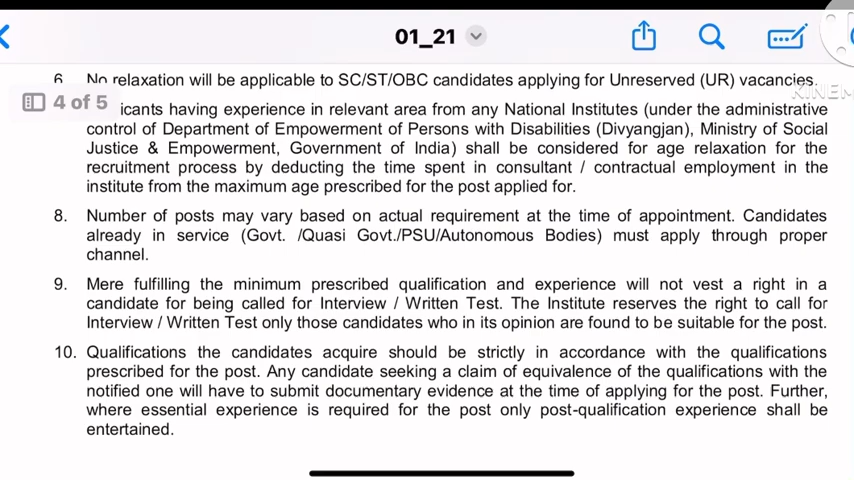 01_21
6. No relaxation will be applicable to SC/ST/OBC candidates applying for Unreserved (UR) vacancies.
4 of 5
icants having experience in relevant area from any National Institutes (under the administrative
control of Department of Empowerment of Persons with Disabilities (Divyangjan), Ministry of Social
Justice & Empowerment, Government of India) shall be considered for age relaxation for the
recruitment process by deducting the time spent in consultant / contractual employment in the
institute from the maximum age prescribed for the post applied for.
8. Number of posts may vary based on actual requirement at the time of appointment. Candidates
already in service (Govt. /Quasi Govt./PSU/Autonomous Bodies) must apply through proper
channel.
9. Mere fulfilling the minimum prescribed qualification and experience will not vest a right in a
candidate for being called for Interview / Written Test. The Institute reserves the right to call for
Interview / Written Test only those candidates who in its opinion are found to be suitable for the post.
10. Qualifications the candidates acquire should be strictly in accordance with the qualifications
prescribed for the post. Any candidate seeking a claim of equivalence of the qualifications with the
notified one will have to submit documentary evidence at the time of applying for the post. Further,
where essential experience is required for the post only post-qualification experience shall be
entertained.
KINEM